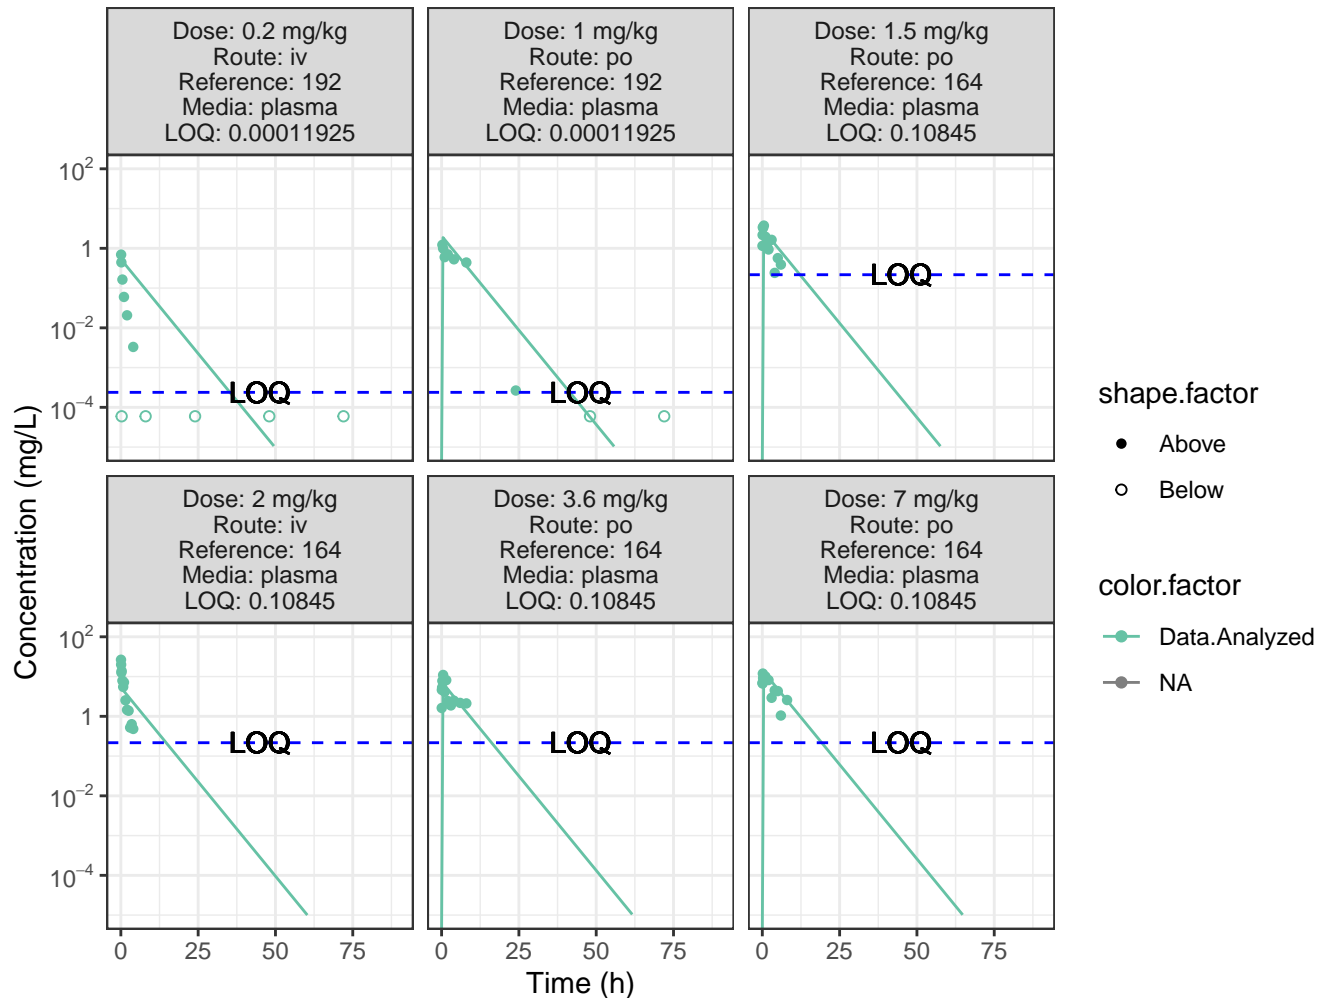 Dose: 0.2 mg/kg
Route: iv
Reference: 192
Media: plasma
LOQ: 0.00011925
Dose: 1 mg/kg
Route: po
Reference: 192
Media: plasma
LOQ: 0.00011925
Dose: 1.5 mg/kg
Route: po
Reference: 164
Media: plasma
LOQ: 0.10845
10²
1
10⁻²
10⁻⁴
LOQ
LOQ
LOQ
Dose: 2 mg/kg
Route: iv
Reference: 164
Media: plasma
LOQ: 0.10845
Dose: 3.6 mg/kg
Route: po
Reference: 164
Media: plasma
LOQ: 0.10845
Dose: 7 mg/kg
Route: po
Reference: 164
Media: plasma
LOQ: 0.10845
10²
1
10⁻²
10⁻⁴
LOQ
LOQ
LOQ
0 25 50 75
0 25 50 75
0 25 50 75
Time (h)
Concentration (mg/L)
shape.factor
Above
Below
color.factor
Data.Analyzed
NA